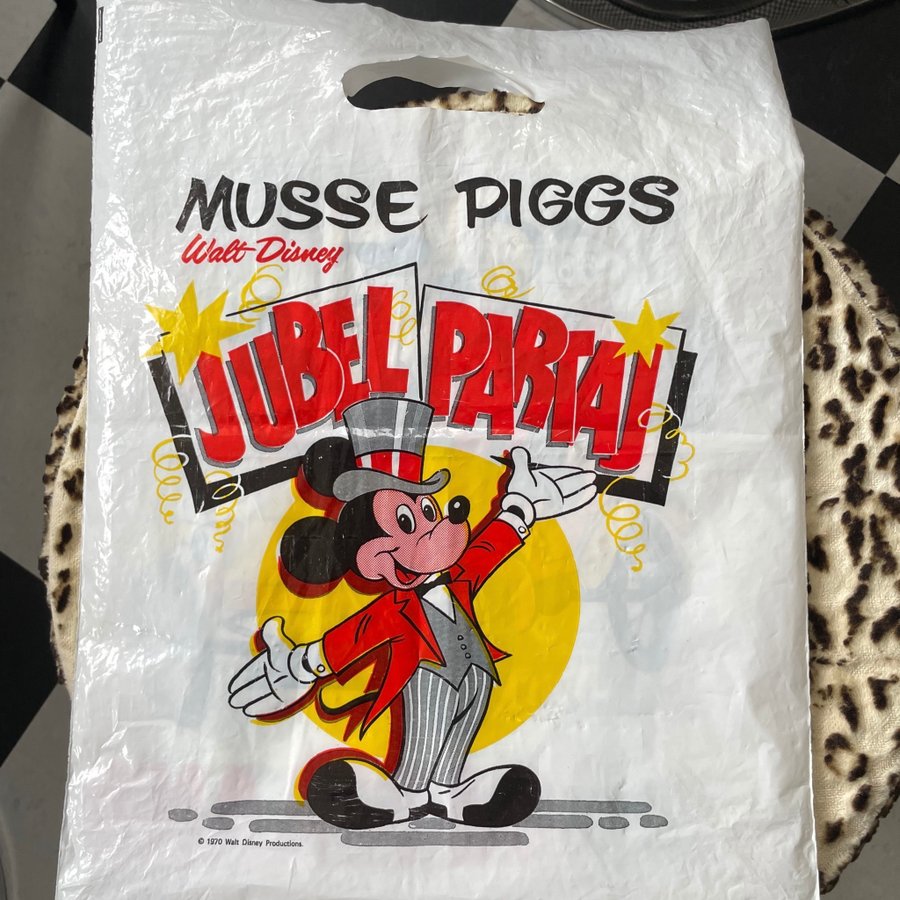 MUSSE PIGGS
Walt Disney
JUBEL PARTAJ
© 1970 Walt Disney Productions.